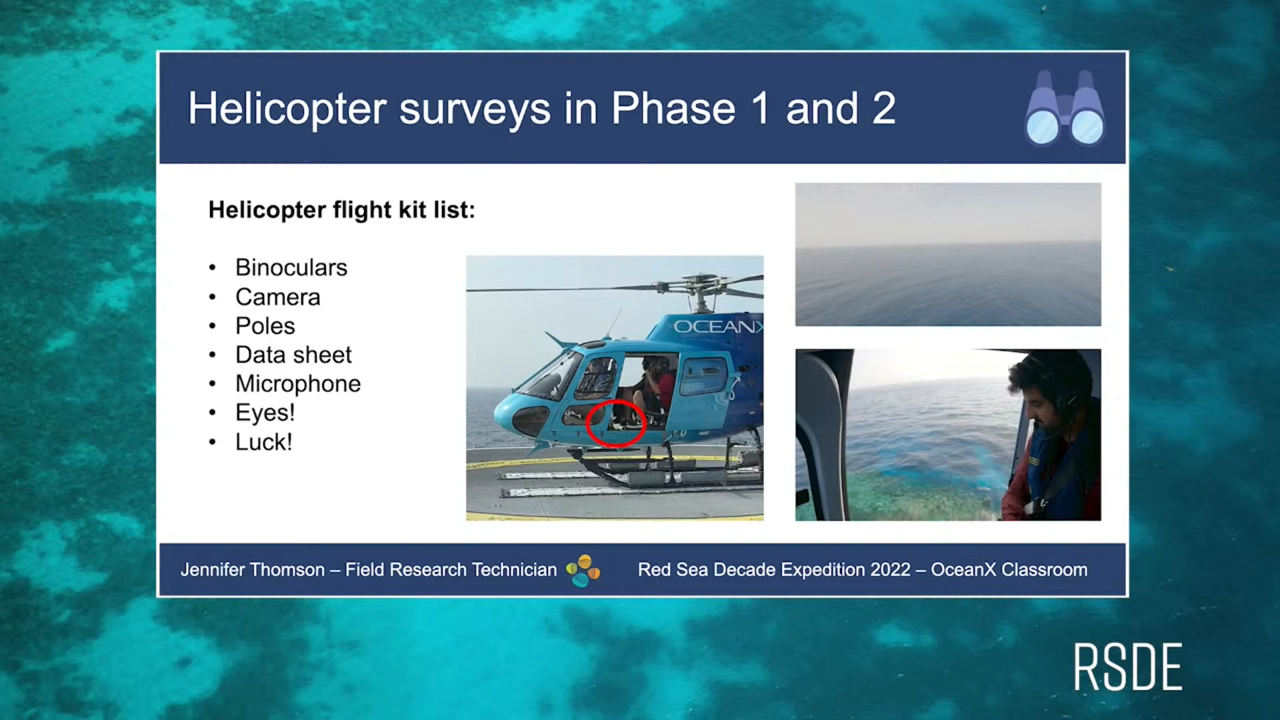 Helicopter surveys in Phase 1 and 2
Helicopter flight kit list:
• Binoculars
• Camera
• Poles
• Data sheet
• Microphone
• Eyes!
• Luck!
OCEANX
Jennifer Thomson – Field Research Technician
Red Sea Decade Expedition 2022 – OceanX Classroom
RSDE